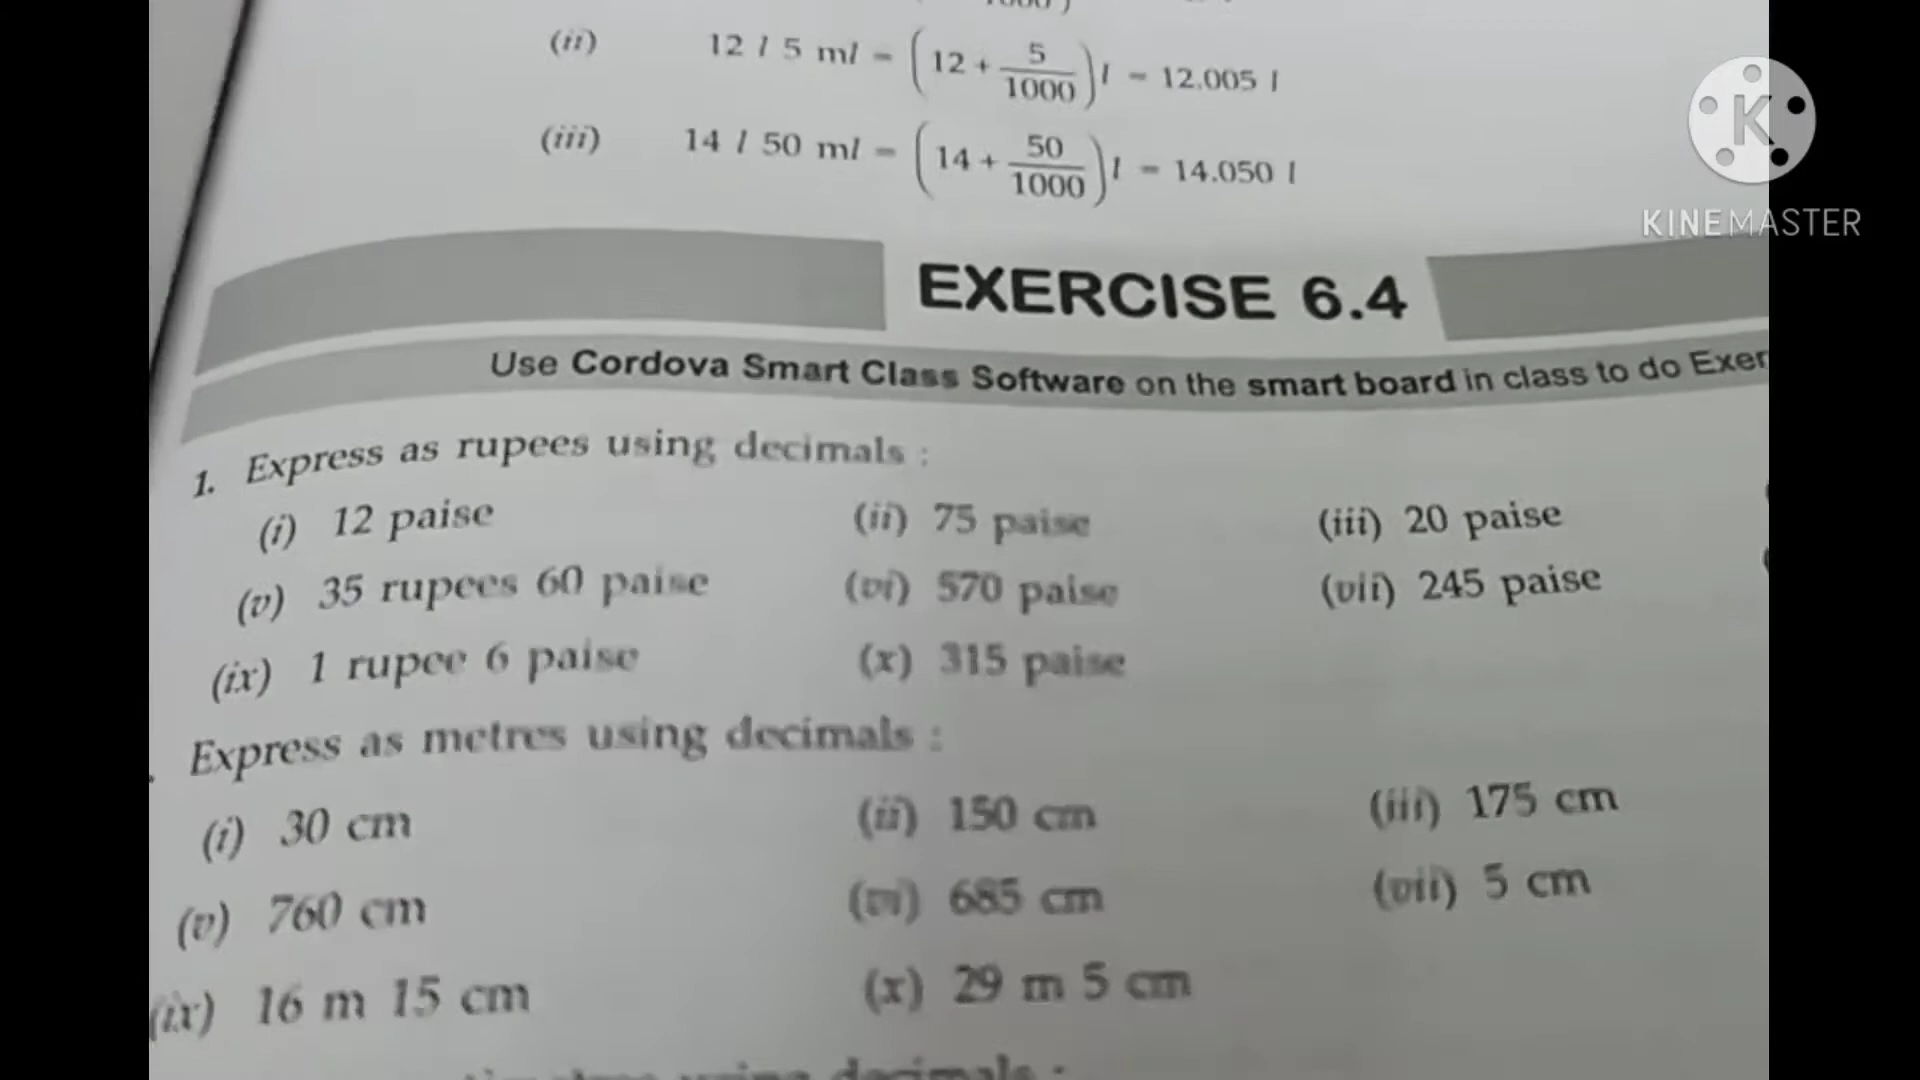 (ii) 12 l 5 ml = (12 + 5/1000) l = 12.005 l
(iii) 14 l 50 ml = (14 + 50/1000) l = 14.050 l
KINEMASTER
EXERCISE 6.4
Use Cordova Smart Class Software on the smart board in class to do Exer
1. Express as rupees using decimals :
(i) 12 paise (ii) 75 paise (iii) 20 paise
(v) 35 rupees 60 paise (vi) 570 paise (vii) 245 paise
(ix) 1 rupee 6 paise (x) 315 paise
Express as metres using decimals :
(i) 30 cm (ii) 150 cm (iii) 175 cm
(v) 760 cm (vi) 685 cm (vii) 5 cm
(ix) 16 m 15 cm (x) 29 m 5 cm
using decimals :